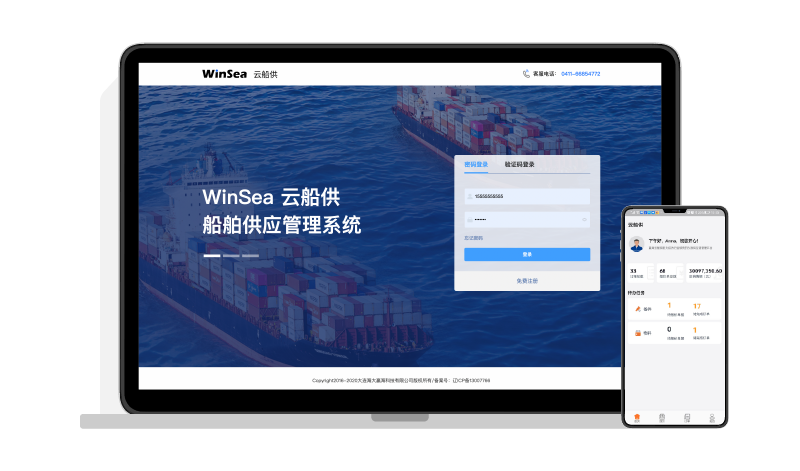 WinSea 云船供
客服电话： 0411-66854772
WinSea 云船供
船舶供应管理系统
密码登录 验证码登录
15555555555
•••••••
忘记密码
登录
免费注册
Copyright2016-2020大连海大瀛海科技有限公司版权所有/备案号：辽ICP备13007766
云船供
下午好，Anna，祝您开心！
33 68 30097,350.60
待办任务
备件 1 17
物料 0 1